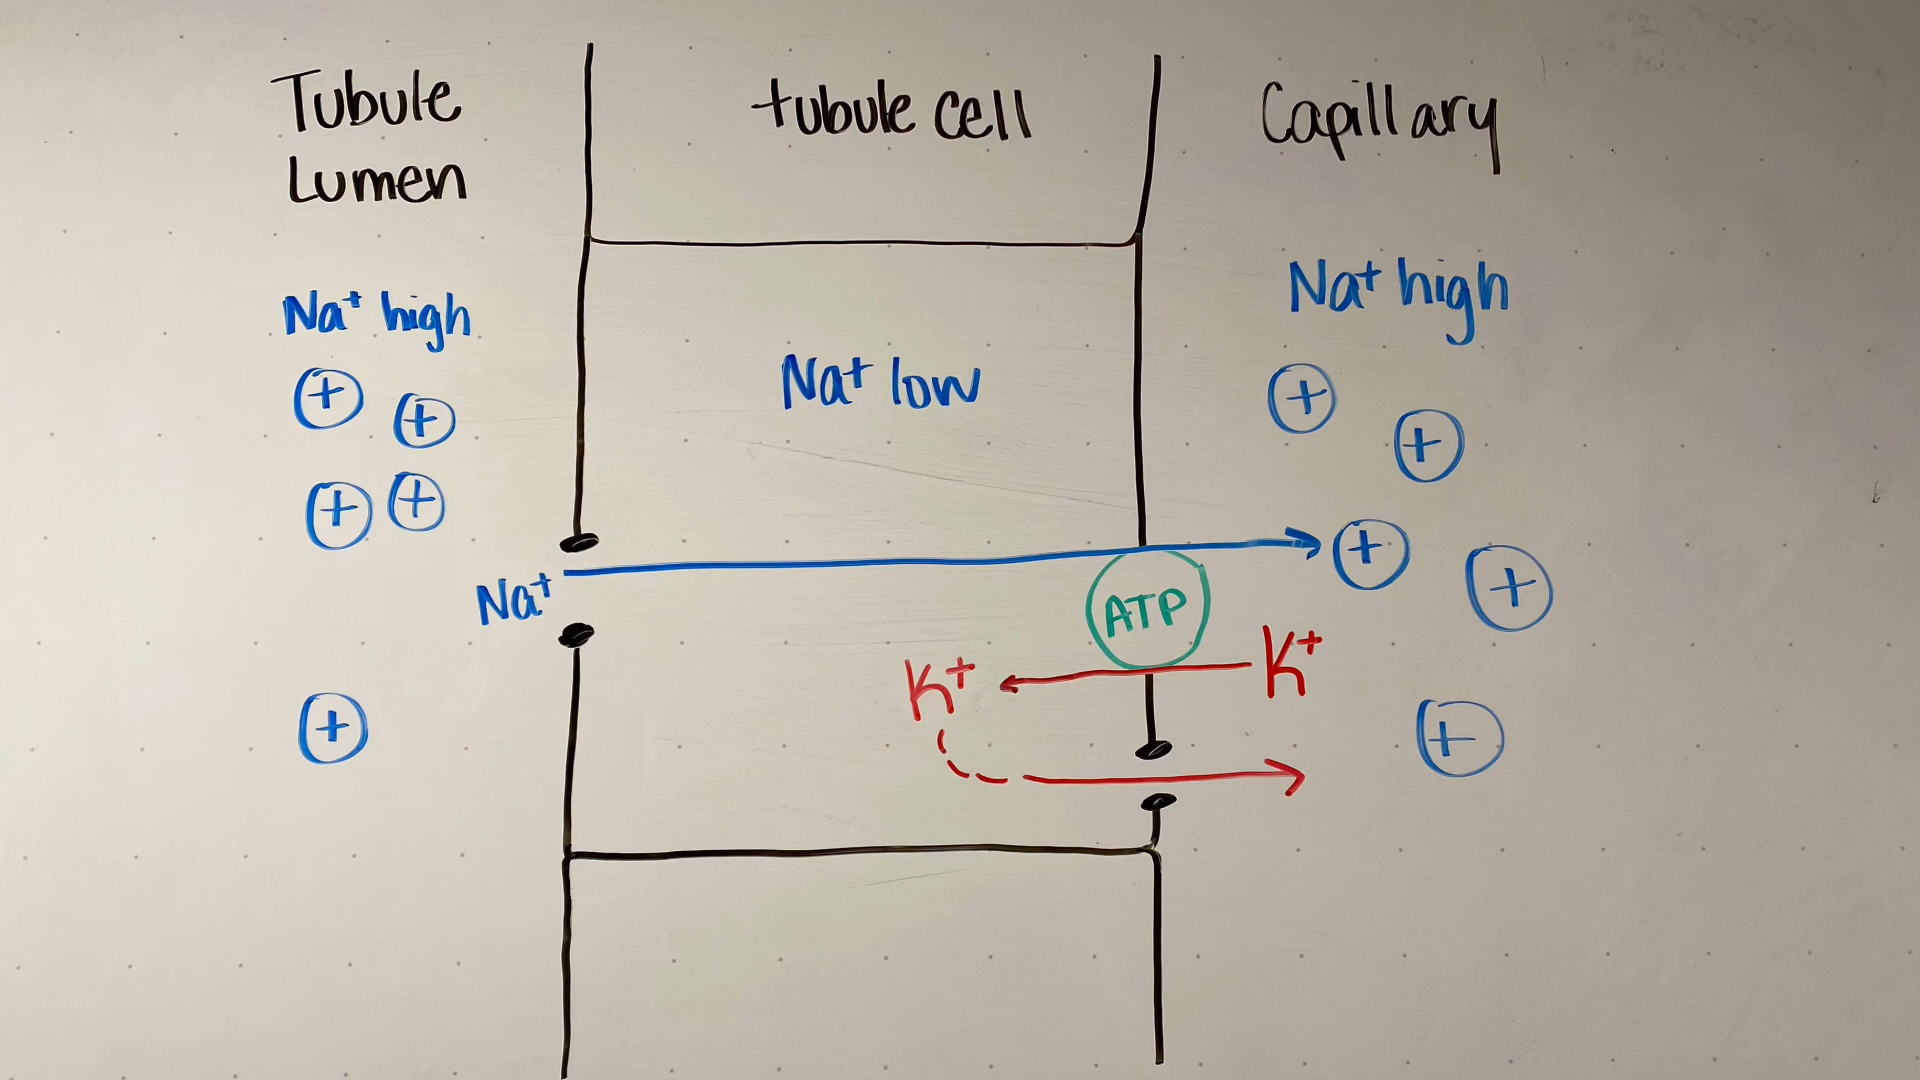 Tubule
Lumen
tubule cell
Capillary
Na⁺ high
Na⁺ low
Na⁺ high
+
+
+
+
+
+
+
+
+
+
Na⁺
ATP
K⁺
K⁺